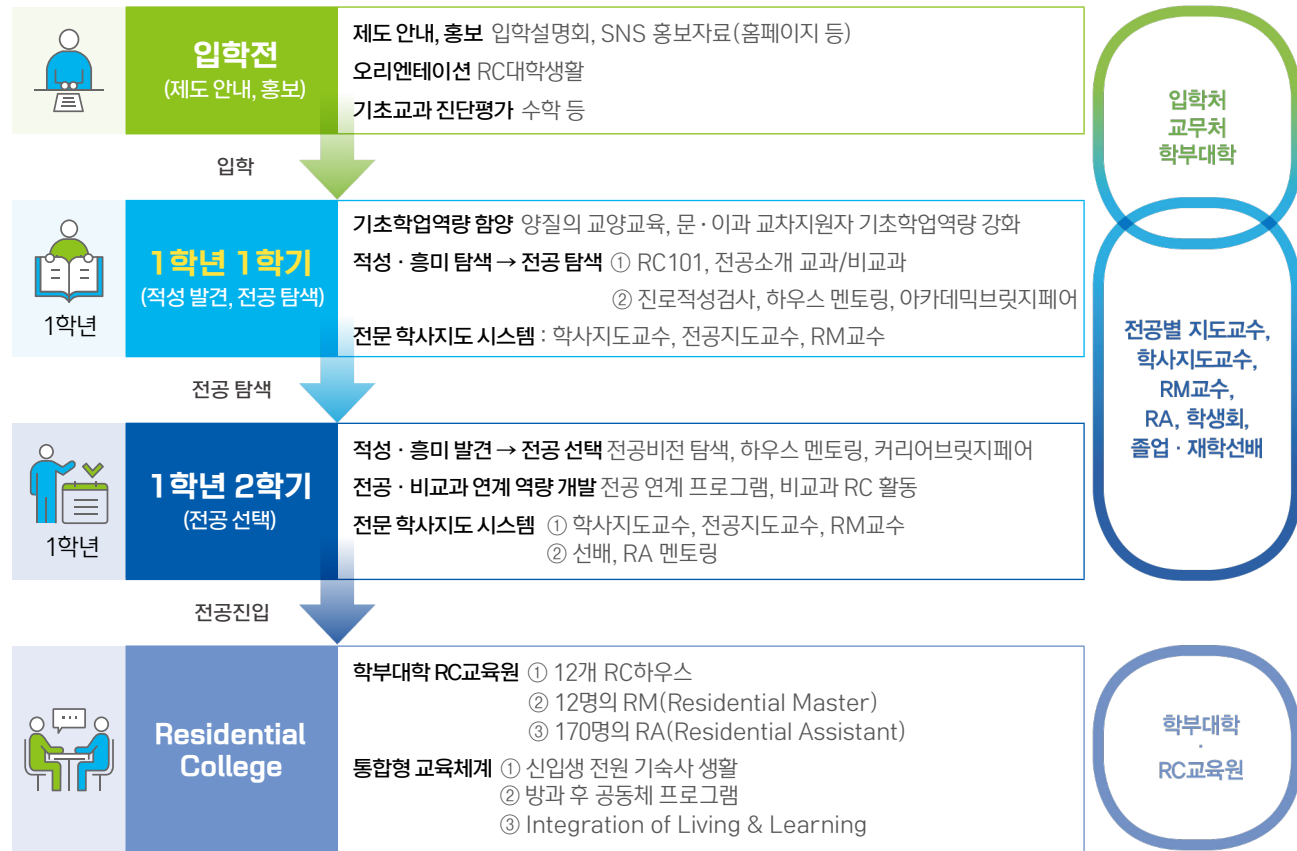 입학전
(제도 안내, 홍보)
제도 안내, 홍보 입학설명회, SNS 홍보자료(홈페이지 등)
오리엔테이션 RC대학생활
기초교과 진단평가 수학 등
입학처
교무처
학부대학
입학
1학년
1학년 1학기
(적성 발견, 전공 탐색)
기초학업역량 함양 양질의 교양교육, 문·이과 교차지원자 기초학업역량 강화
적성·흥미 탐색 → 전공 탐색 ① RC101, 전공소개 교과/비교과
② 진로적성검사, 하우스 멘토링, 아카데믹브릿지페어
전문 학사지도 시스템 : 학사지도교수, 전공지도교수, RM교수
전공별 지도교수,
학사지도교수,
RM교수,
RA, 학생회,
졸업·재학선배
전공 탐색
1학년
1학년 2학기
(전공 선택)
적성·흥미 발견 → 전공 선택 전공비전 탐색, 하우스 멘토링, 커리어브릿지페어
전공·비교과 연계 역량 개발 전공 연계 프로그램, 비교과 RC 활동
전문 학사지도 시스템 ① 학사지도교수, 전공지도교수, RM교수
② 선배, RA 멘토링
전공진입
Residential
College
학부대학 RC교육원 ① 12개 RC하우스
② 12명의 RM(Residential Master)
③ 170명의 RA(Residential Assistant)
통합형 교육체계 ① 신입생 전원 기숙사 생활
② 방과 후 공동체 프로그램
③ Integration of Living & Learning
학부대학
·
RC교육원